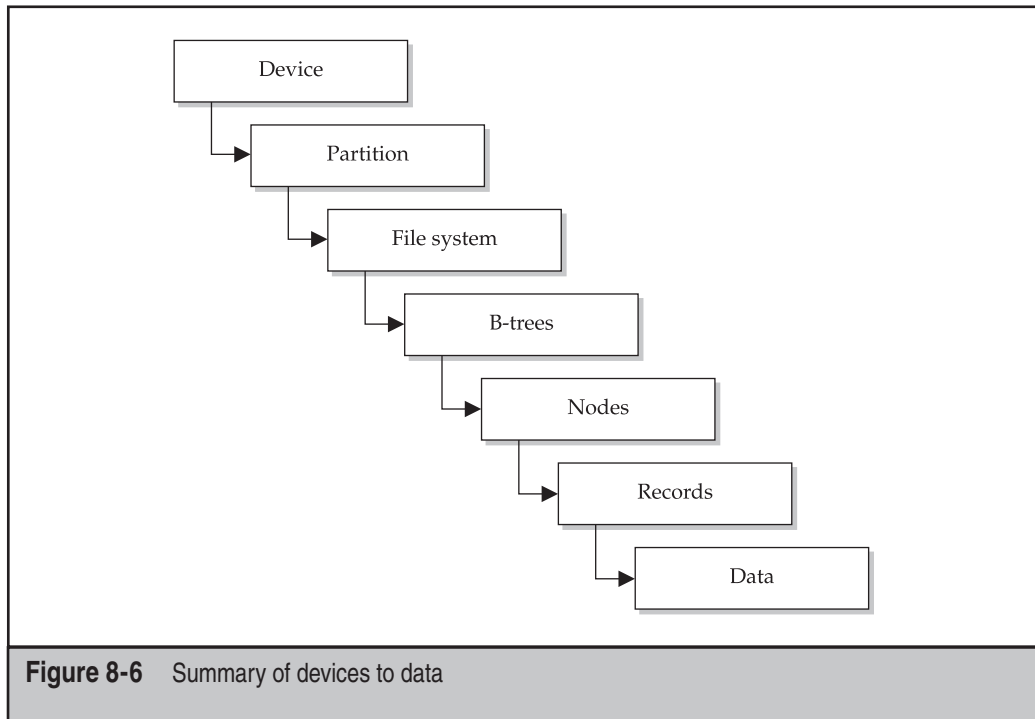 Device
Partition
File system
B-trees
Nodes
Records
Data
Figure 8-6 Summary of devices to data